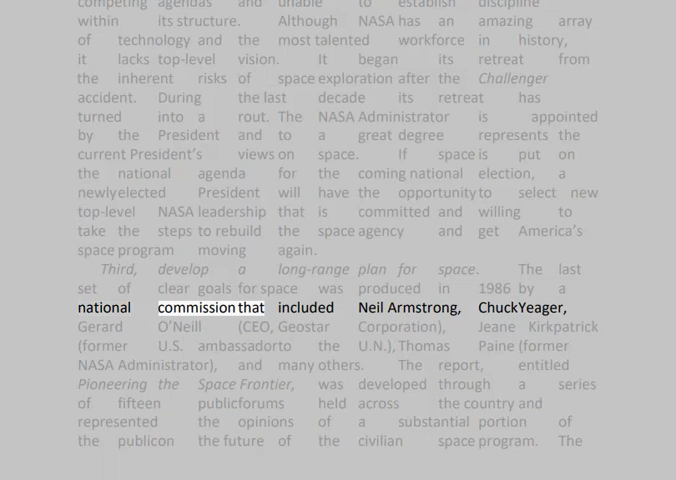 competing agendas and unable to establish discipline
within its structure. Although NASA has an amazing array
of technology and the most talented workforce in history,
it lacks top-level vision. It began its retreat from
the inherent risks of space exploration after the Challenger
accident. During the last decade its retreat has
turned into a rout. The NASA Administrator is appointed
by the President and to a great degree represents the
current President's views on space. If space is put on
the national agenda for the coming national election, a
newly elected President will have the opportunity to select new
top-level NASA leadership that is committed and willing to
take the steps to rebuild the space agency and get America's
space program moving again.
Third, develop a long-range plan for space. The last
set of clear goals for space was produced in 1986 by a
national commission that included Neil Armstrong, Chuck Yeager,
Gerard O'Neill (CEO, Geostar Corporation), Jeane Kirkpatrick
(former U.S. ambassador to the U.N.), Thomas Paine (former
NASA Administrator), and many others. The report, entitled
Pioneering the Space Frontier, was developed through a series
of fifteen public forums held across the country and
represented the opinions of a substantial portion of
the public on the future of the civilian space program. The